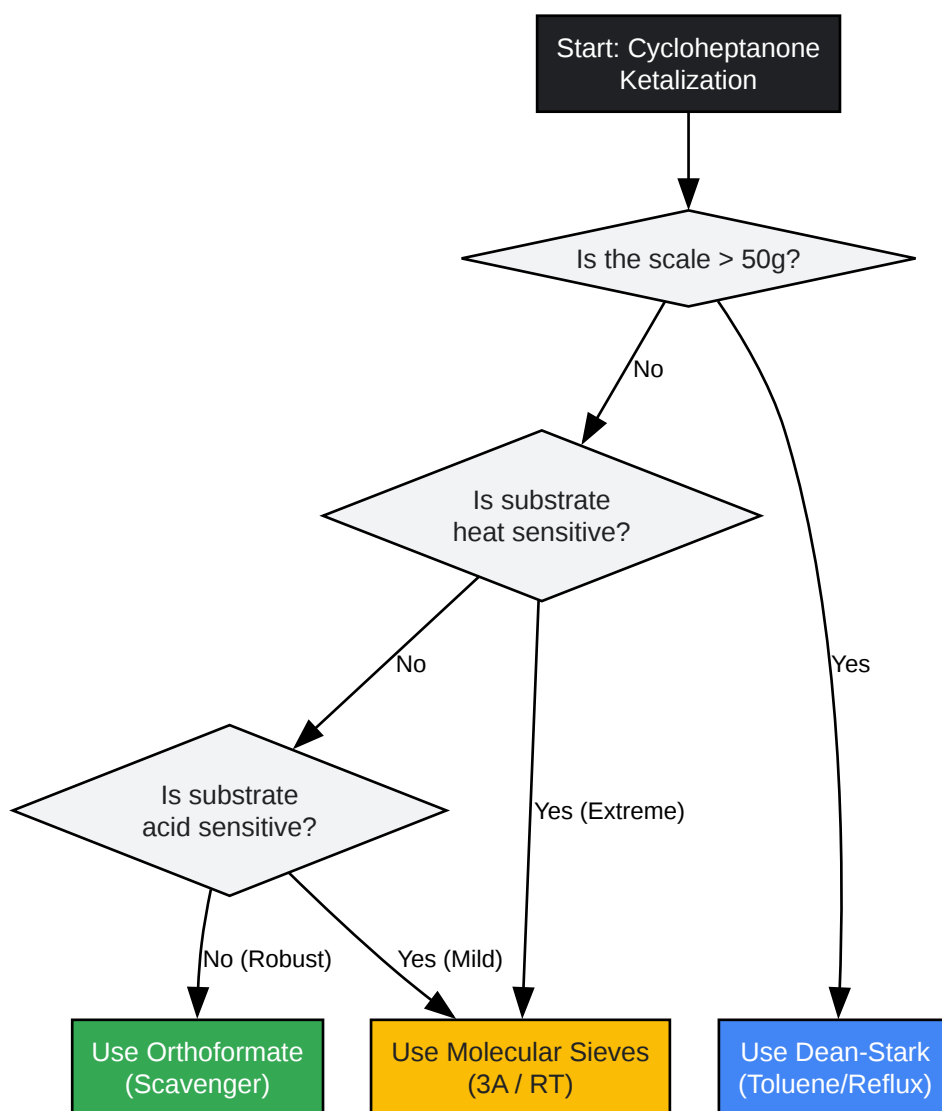 Start: Cycloheptanone
Ketalization
Is the scale > 50g?
No
Is substrate
heat sensitive?
No
Yes
Is substrate
acid sensitive?
Yes (Extreme)
No (Robust)
Yes (Mild)
Use Orthoformate
(Scavenger)
Use Molecular Sieves
(3A / RT)
Use Dean-Stark
(Toluene/Reflux)